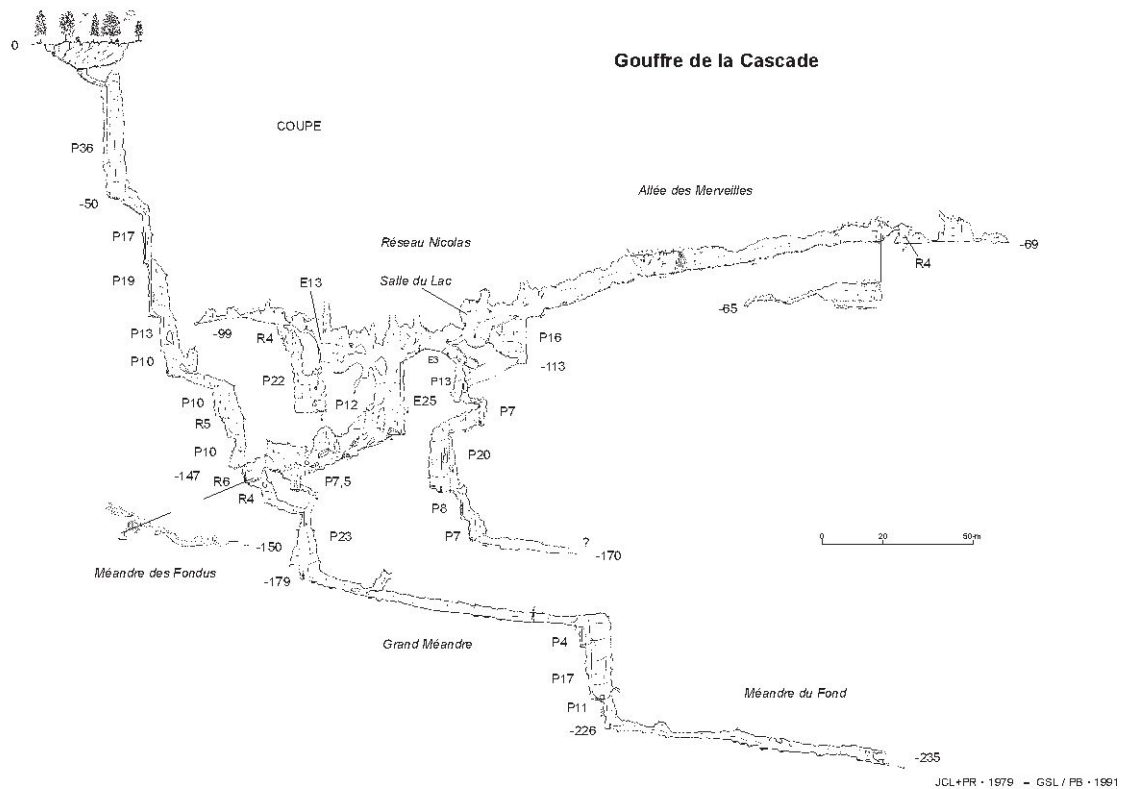 0
Gouffre de la Cascade
COUPE
P36
Allée des Merveilles
-50
P17
Réseau Nicolas
-69
R4
P19
E13
Salle du Lac
-65
P13
-99
R4
P16
P10
E3
-113
P22
P13
P10
P12
E25
P7
R5
P10
P20
-147
R6
P7,5
R4
P8
P23
P7
?
0 20 50 m
-150
-170
Méandre des Fondus
-179
Grand Méandre
P4
P17
Méandre du Fond
P11
-226
-235
JCL+PR - 1979 - GSL / PB - 1991